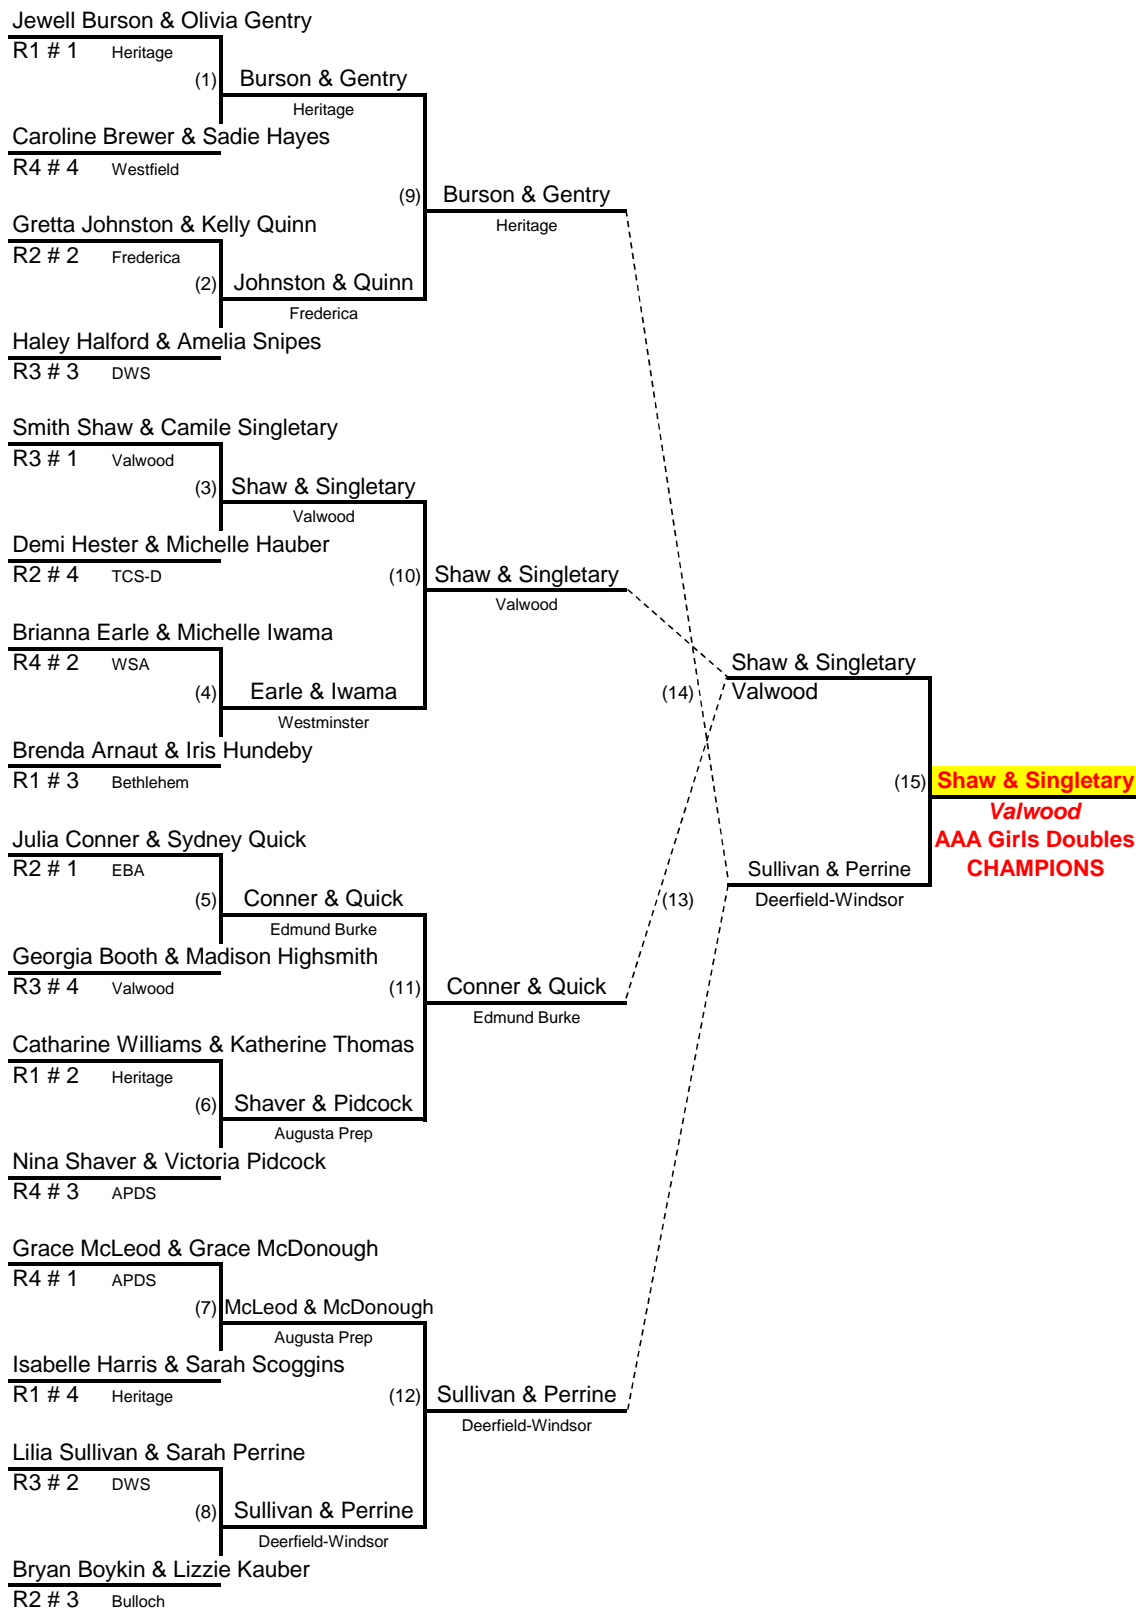 Jewell Burson & Olivia Gentry
R1 # 1 Heritage
(1) Burson & Gentry
Heritage
Caroline Brewer & Sadie Hayes
R4 # 4 Westfield
(9) Burson & Gentry
Heritage
Gretta Johnston & Kelly Quinn
R2 # 2 Frederica
(2) Johnston & Quinn
Frederica
Haley Halford & Amelia Snipes
R3 # 3 DWS
Smith Shaw & Camile Singletary
R3 # 1 Valwood
(3) Shaw & Singletary
Valwood
Demi Hester & Michelle Hauber
R2 # 4 TCS-D
(10) Shaw & Singletary
Valwood
Brianna Earle & Michelle Iwama
R4 # 2 WSA
(4) Earle & Iwama
Westminster
Shaw & Singletary
(14) Valwood
Brenda Arnaut & Iris Hundeby
R1 # 3 Bethlehem
(15) Shaw & Singletary
Valwood
AAA Girls Doubles
CHAMPIONS
Julia Conner & Sydney Quick
R2 # 1 EBA
(5) Conner & Quick
Edmund Burke
Sullivan & Perrine
(13) Deerfield-Windsor
Georgia Booth & Madison Highsmith
R3 # 4 Valwood
(11) Conner & Quick
Edmund Burke
Catharine Williams & Katherine Thomas
R1 # 2 Heritage
(6) Shaver & Pidcock
Augusta Prep
Nina Shaver & Victoria Pidcock
R4 # 3 APDS
Grace McLeod & Grace McDonough
R4 # 1 APDS
(7) McLeod & McDonough
Augusta Prep
Isabelle Harris & Sarah Scoggins
R1 # 4 Heritage
(12) Sullivan & Perrine
Deerfield-Windsor
Lilia Sullivan & Sarah Perrine
R3 # 2 DWS
(8) Sullivan & Perrine
Deerfield-Windsor
Bryan Boykin & Lizzie Kauber
R2 # 3 Bulloch